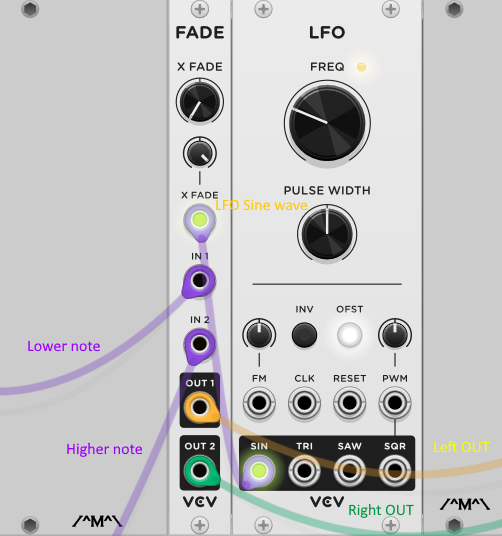 FADE
LFO
X FADE
FREQ
PULSE WIDTH
X FADE
LFO Sine wave
IN 1
INV
OFST
IN 2
Lower note
FM
CLK
RESET
PWM
OUT 1
Higher note
OUT 2
SIN
TRI
SAW
SQR
Left OUT
VCV
VCV
Right OUT
/^M^\
/^M^\